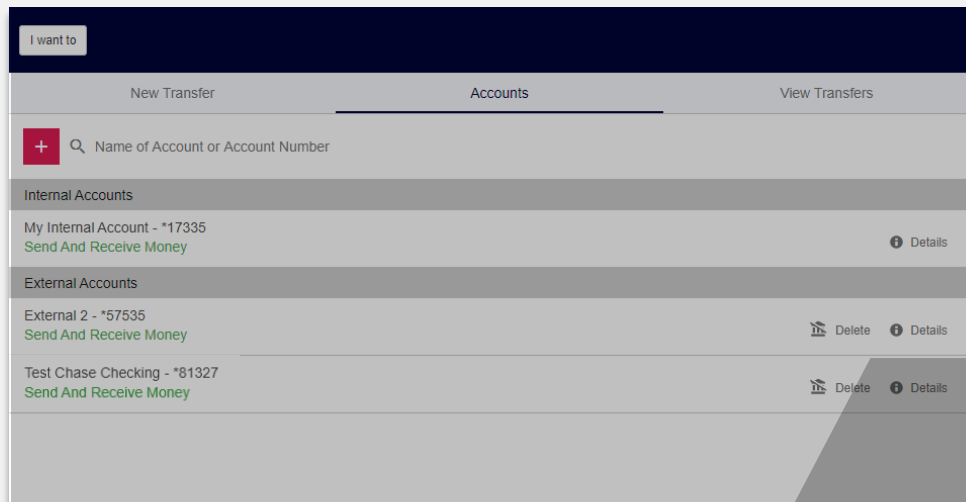 I want to
New Transfer
Accounts
View Transfers
+ Name of Account or Account Number
Internal Accounts
My Internal Account - *17335
Send And Receive Money
Details
External Accounts
External 2 - *57535
Send And Receive Money
Delete
Details
Test Chase Checking - *81327
Send And Receive Money
Delete
Details